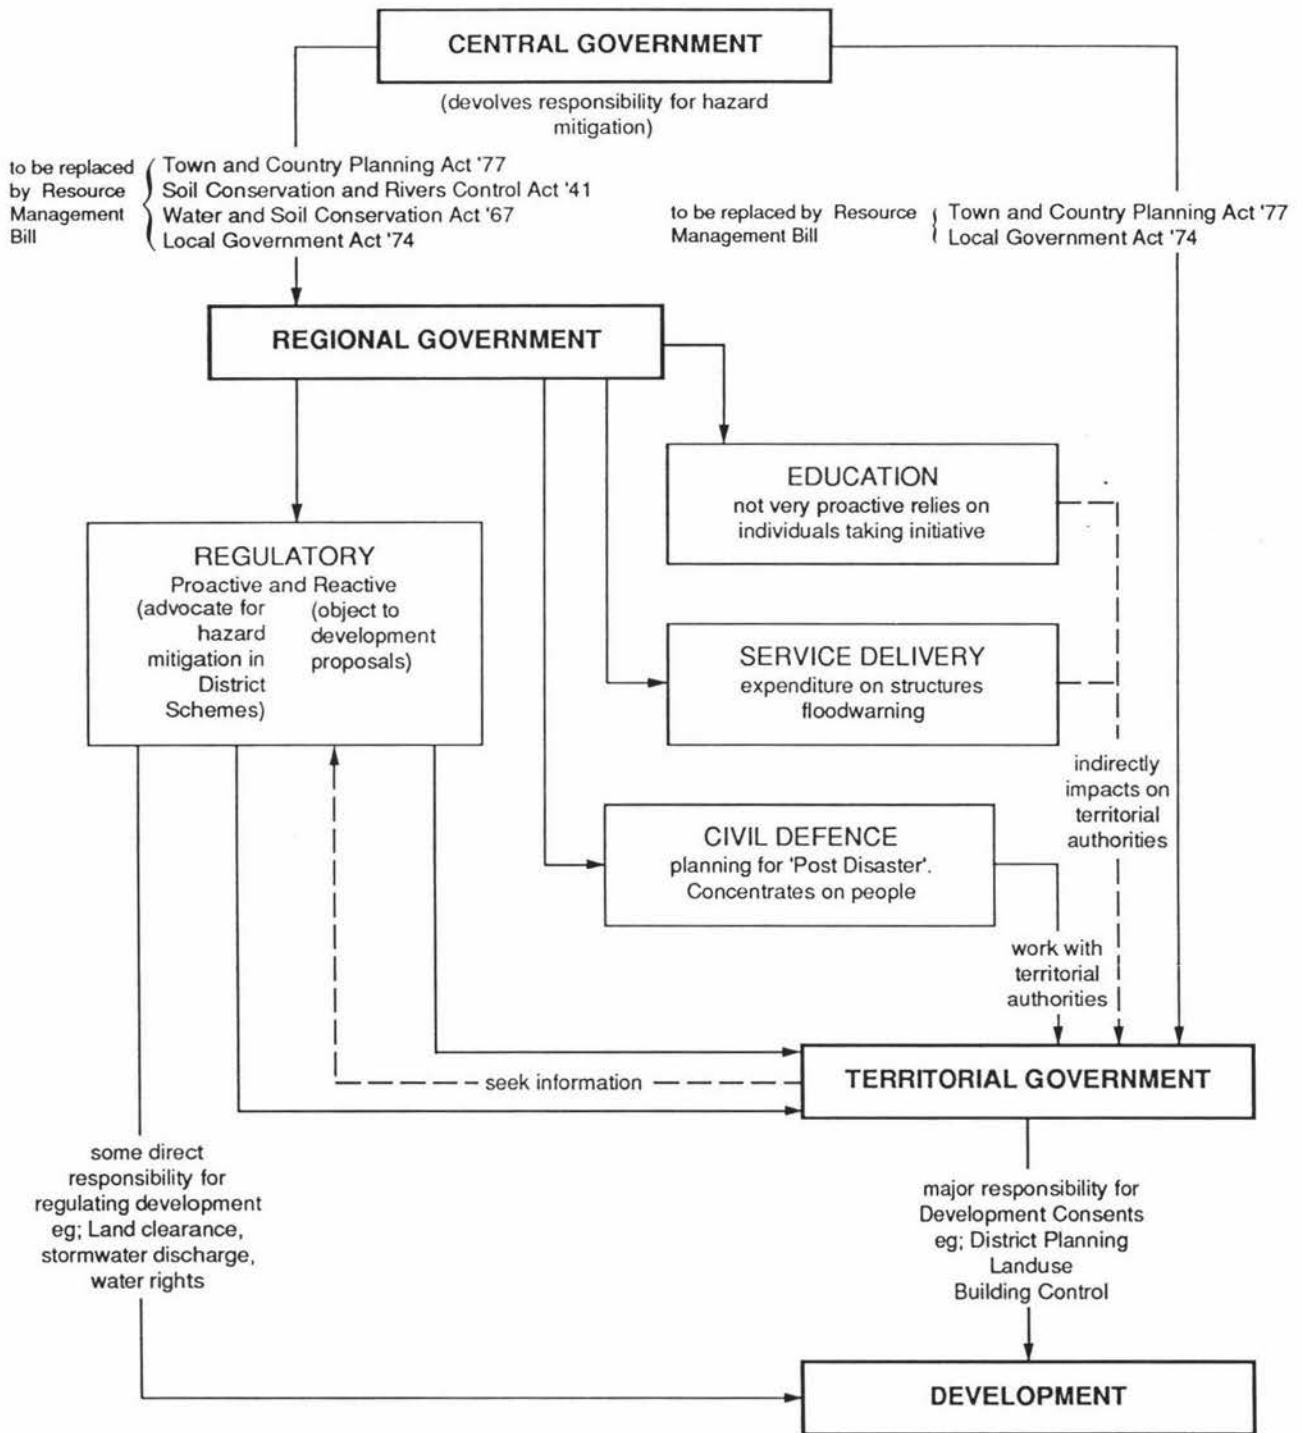 CENTRAL GOVERNMENT
(devolves responsibility for hazard
mitigation)
to be replaced
by Resource
Management
Bill
Town and Country Planning Act '77
Soil Conservation and Rivers Control Act '41
Water and Soil Conservation Act '67
Local Government Act '74
to be replaced by Resource
Management Bill
Town and Country Planning Act '77
Local Government Act '74
REGIONAL GOVERNMENT
EDUCATION
not very proactive relies on
individuals taking initiative
REGULATORY
Proactive and Reactive
(advocate for
hazard
mitigation in
District
Schemes)
(object to
development
proposals)
SERVICE DELIVERY
expenditure on structures
floodwarning
indirectly
impacts on
territorial
authorities
CIVIL DEFENCE
planning for 'Post Disaster'.
Concentrates on people
work with
territorial
authorities
TERRITORIAL GOVERNMENT
seek information
some direct
responsibility for
regulating development
eg; Land clearance,
stormwater discharge,
water rights
major responsibility for
Development Consents
eg; District Planning
Landuse
Building Control
DEVELOPMENT